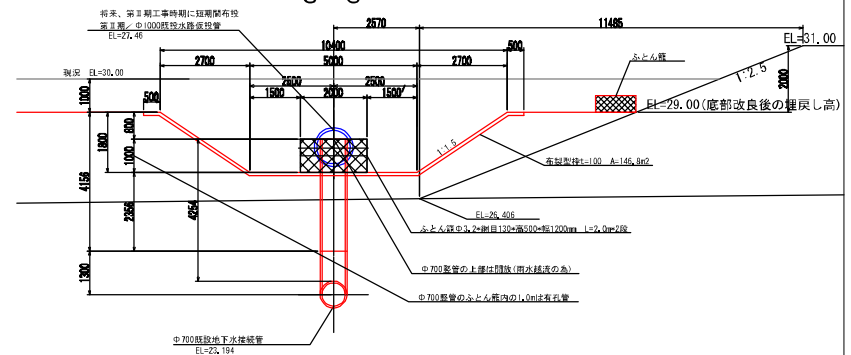 将来、第Ⅱ期工事時期に短期間布設
第Ⅱ期／Φ1000既設水路仮設管
EL=27.46
2570
11485
EL=31.00
10400
500
2700
5000
2700
ふとん籠
1:2.5
2000
現況 EL=30.00
2500
2500
1000
500
1500
2000
1500
EL=29.00(底部改良後の埋戻し高)
800
1800
1000
1:1.5
布製型枠t=100 A=146.8m2
4156
2356
4254
EL=26.406
ふとん籠Φ3.2*網目130*高500*幅1200mm L=2.0m*2段
Φ700竪管の上部は開放(雨水越流の為)
1300
Φ700竪管のふとん籠内の1.0mは有孔管
Φ700既設地下水接続管
EL=23.194